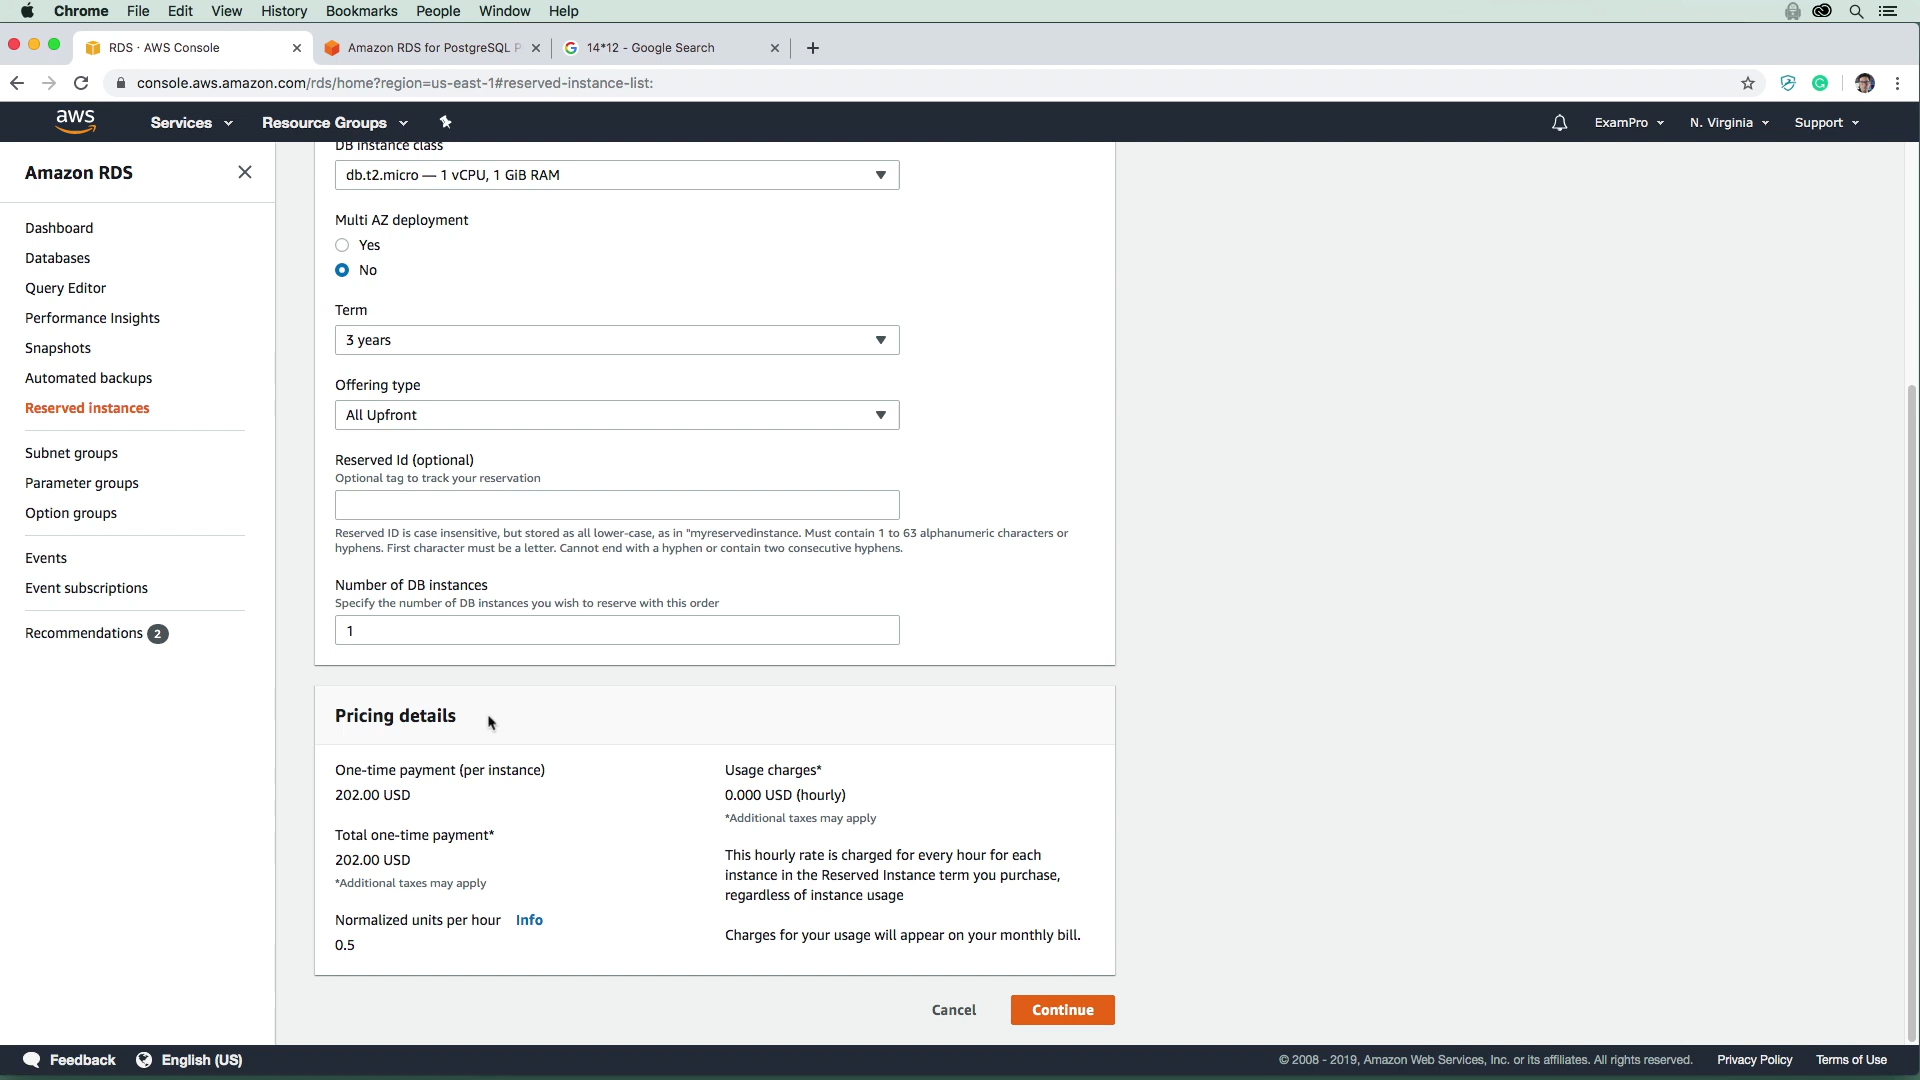 Chrome File Edit View History Bookmarks People Window Help
RDS · AWS Console
Amazon RDS for PostgreSQL P
14*12 - Google Search
console.aws.amazon.com/rds/home?region=us-east-1#reserved-instance-list:
aws Services Resource Groups ExamPro N. Virginia Support
Amazon RDS
Dashboard
Databases
Query Editor
Performance Insights
Snapshots
Automated backups
Reserved instances
Subnet groups
Parameter groups
Option groups
Events
Event subscriptions
Recommendations 2
DB instance class
db.t2.micro — 1 vCPU, 1 GiB RAM
Multi AZ deployment
Yes
No
Term
3 years
Offering type
All Upfront
Reserved Id (optional)
Optional tag to track your reservation
Reserved ID is case insensitive, but stored as all lower-case, as in "myreservedinstance. Must contain 1 to 63 alphanumeric characters or
hyphens. First character must be a letter. Cannot end with a hyphen or contain two consecutive hyphens.
Number of DB instances
Specify the number of DB instances you wish to reserve with this order
1
Pricing details
One-time payment (per instance)
202.00 USD
Total one-time payment*
202.00 USD
*Additional taxes may apply
Normalized units per hour Info
0.5
Usage charges*
0.000 USD (hourly)
*Additional taxes may apply
This hourly rate is charged for every hour for each
instance in the Reserved Instance term you purchase,
regardless of instance usage
Charges for your usage will appear on your monthly bill.
Cancel Continue
Feedback English (US) © 2008 - 2019, Amazon Web Services, Inc. or its affiliates. All rights reserved. Privacy Policy Terms of Use